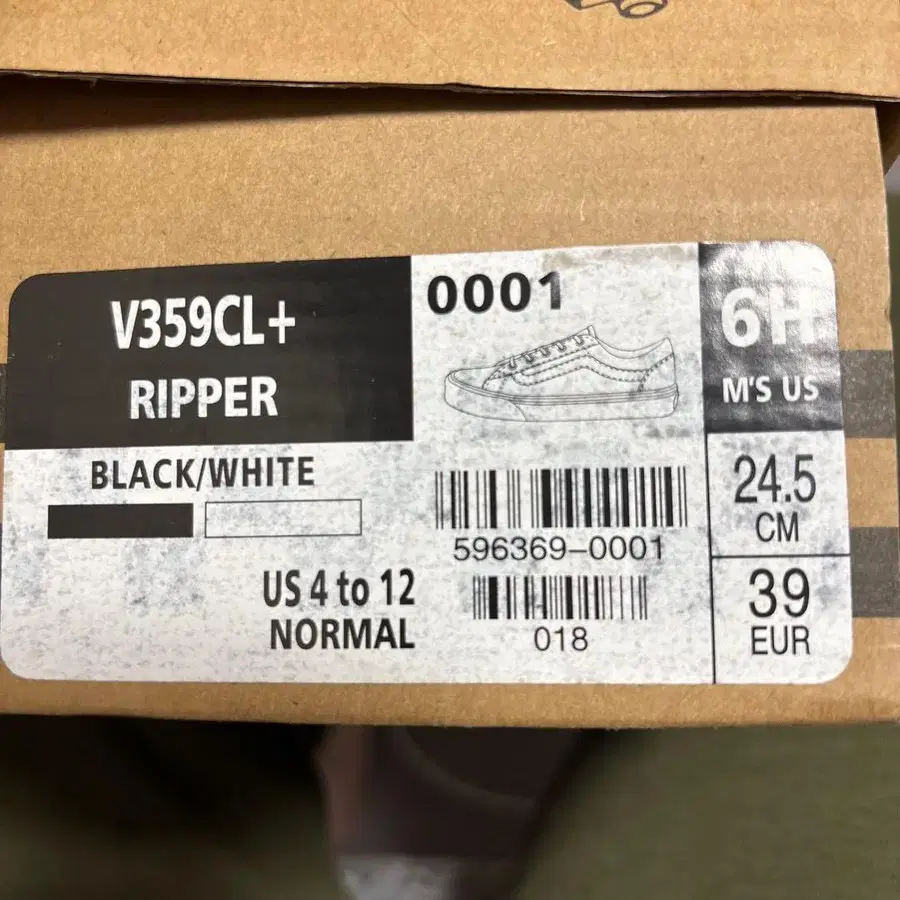 V359CL+
RIPPER
BLACK/WHITE
US 4 to 12
NORMAL
0001
596369-0001
018
6H
M'S US
24.5
CM
39
EUR